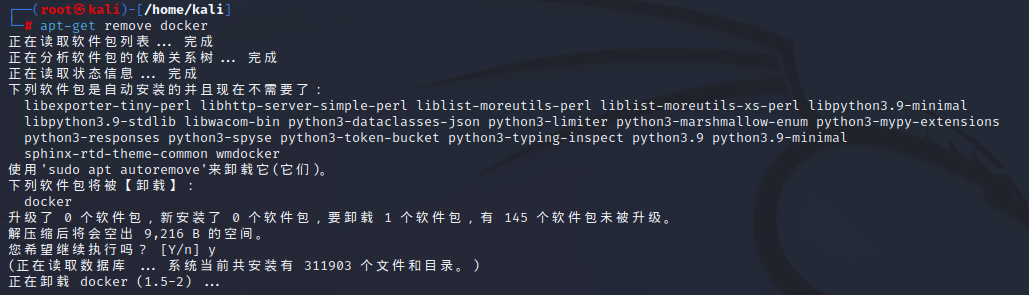 ┌──(root㉿kali)-[/home/kali]
└─# apt-get remove docker
正在读取软件包列表... 完成
正在分析软件包的依赖关系树... 完成
正在读取状态信息... 完成
下列软件包是自动安装的并且现在不需要了：
  libexporter-tiny-perl libhttp-server-simple-perl liblist-moreutils-perl liblist-moreutils-xs-perl libpython3.9-minimal
  libpython3.9-stdlib libwacom-bin python3-dataclasses-json python3-limiter python3-marshmallow-enum python3-mypy-extensions
  python3-responses python3-spyse python3-token-bucket python3-typing-inspect python3.9 python3.9-minimal
  sphinx-rtd-theme-common wmdocker
使用'sudo apt autoremove'来卸载它(它们)。
下列软件包将被【卸载】：
  docker
升级了 0 个软件包，新安装了 0 个软件包，要卸载 1 个软件包，有 145 个软件包未被升级。
解压缩后将会空出 9,216 B 的空间。
您希望继续执行吗？ [Y/n] y
(正在读取数据库 ... 系统当前共安装有 311903 个文件和目录。)
正在卸载 docker (1.5-2) ...